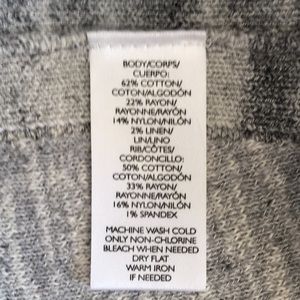 BODY/CORPS/
CUERPO:
62% COTTON/
COTON/ALGODÓN
22% RAYON/
RAYONNE/RAYÓN
14% NYLON/NILÓN
2% LINEN/
LIN/LINO
RIB/CÔTES/
CORDONCILLO:
50% COTTON/
COTON/ALGODÓN
33% RAYON/
RAYONNE/RAYÓN
16% NYLON/NILÓN
1% SPANDEX
MACHINE WASH COLD
ONLY NON-CHLORINE
BLEACH WHEN NEEDED
DRY FLAT
WARM IRON
IF NEEDED